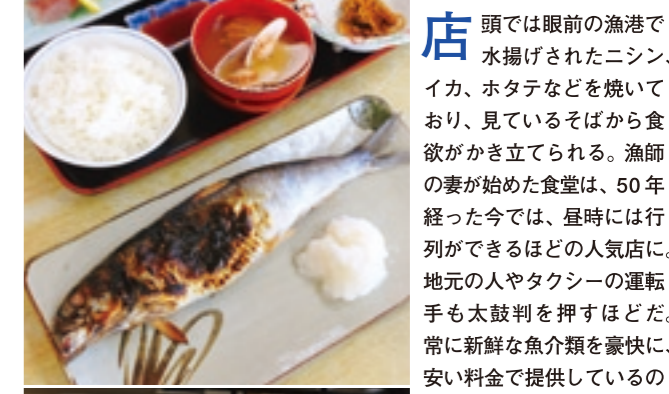 店頭では眼前の漁港で
水揚げされたニシン、
イカ、ホタテなどを焼いて
おり、見ているそばから食
欲がかき立てられる。漁師
の妻が始めた食堂は、50年
経った今では、昼時には行
列ができるほどの人気店に。
地元の人やタクシーの運転
手も太鼓判を押すほどだ。
常に新鮮な魚介類を豪快に、
安い料金で提供しているの